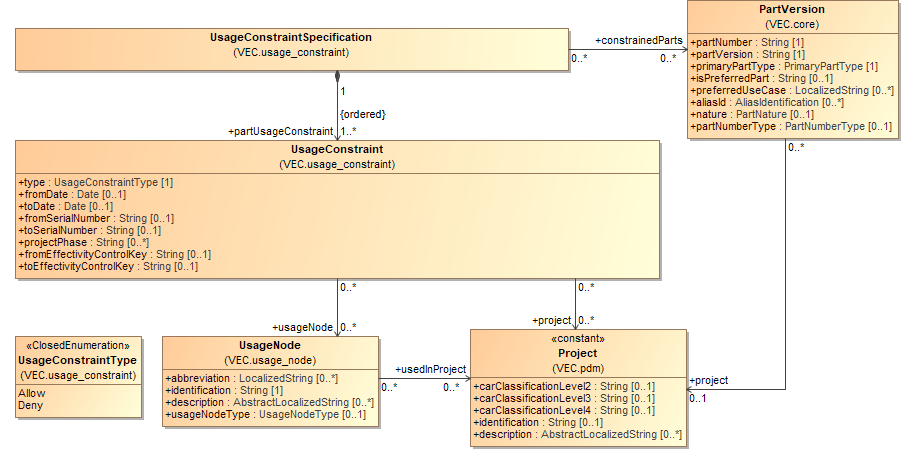 UsageConstraintSpecification
(VEC.usage_constraint)
+constrainedParts
0..*
0..*
PartVersion
(VEC.core)
+partNumber : String [1]
+partVersion : String [1]
+primaryPartType : PrimaryPartType [1]
+isPreferredPart : String [0..1]
+preferredUseCase : LocalizedString [0..*]
+aliasId : AliasIdentification [0..*]
+nature : PartNature [0..1]
+partNumberType : PartNumberType [0..1]
1
{ordered}
+partUsageConstraint
1..*
0..*
UsageConstraint
(VEC.usage_constraint)
+type : UsageConstraintType [1]
+fromDate : Date [0..1]
+toDate : Date [0..1]
+fromSerialNumber : String [0..1]
+toSerialNumber : String [0..1]
+projectPhase : String [0..*]
+fromEffectivityControlKey : String [0..1]
+toEffectivityControlKey : String [0..1]
0..*
0..*
+usageNode
0..*
+project
0..*
«ClosedEnumeration»
UsageConstraintType
(VEC.usage_constraint)
Allow
Deny
UsageNode
(VEC.usage_node)
+abbreviation : LocalizedString [0..*]
+identification : String [1]
+description : AbstractLocalizedString [0..*]
+usageNodeType : UsageNodeType [0..1]
+usedInProject
0..*
0..*
«constant»
Project
(VEC.pdm)
+carClassificationLevel2 : String [0..1]
+carClassificationLevel3 : String [0..1]
+carClassificationLevel4 : String [0..1]
+identification : String [0..1]
+description : AbstractLocalizedString [0..*]
+project
0..1